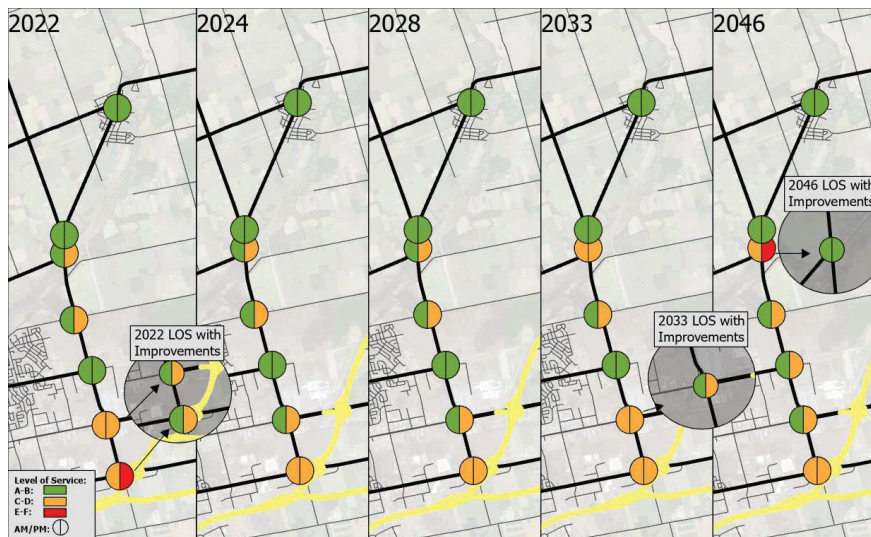 2022
2024
2028
2033
2046
2046 LOS with
Improvements
2022 LOS with
Improvements
2033 LOS with
Improvements
Level of Service:
A-B:
C-D:
E-F:
AM/PM: